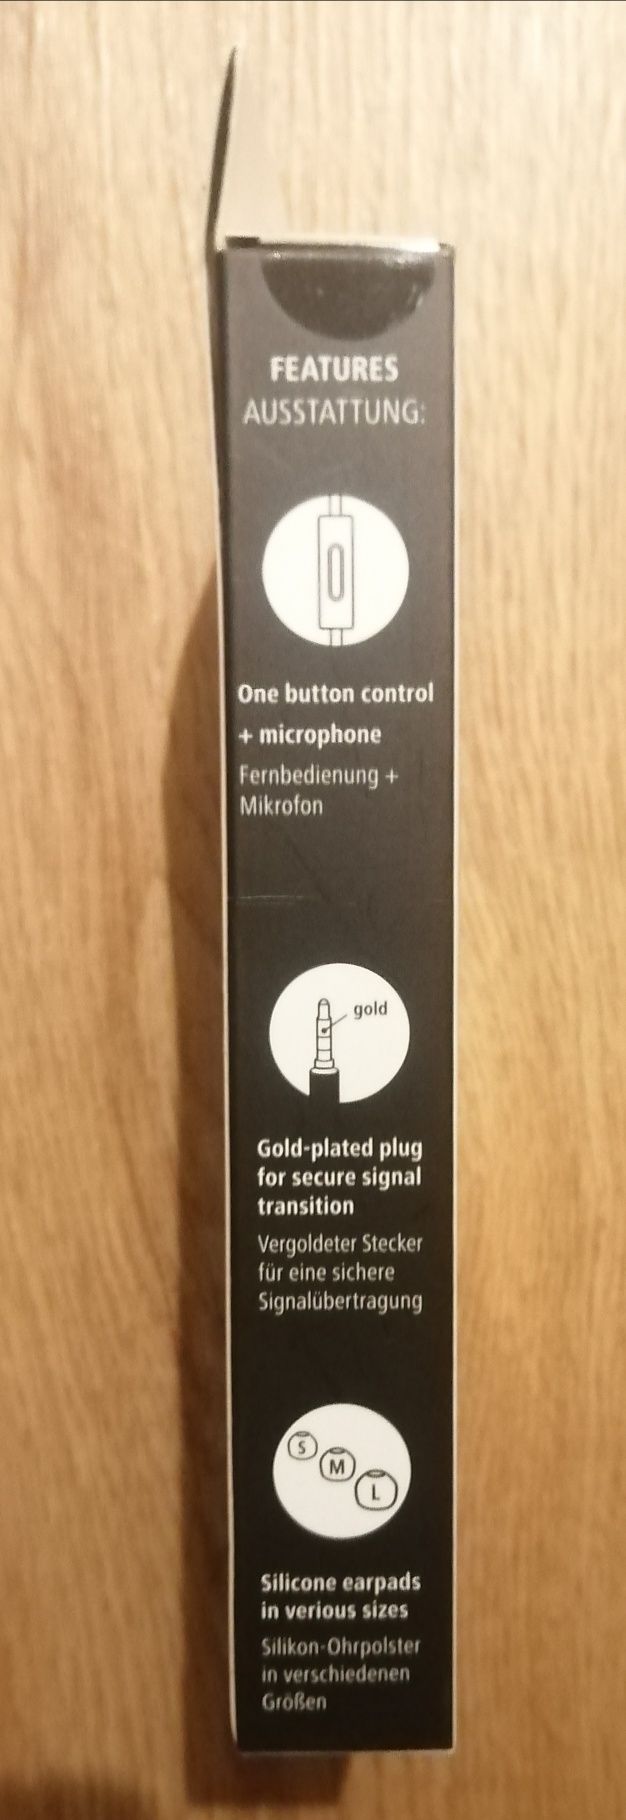 FEATURES
AUSSTATTUNG:
One button control
+ microphone
Fernbedienung +
Mikrofon
gold
Gold-plated plug
for secure signal
transition
Vergoldeter Stecker
für eine sichere
Signalübertragung
S
M
L
Silicone earpads
in verious sizes
Silikon-Ohrpolster
in verschiedenen
Größen